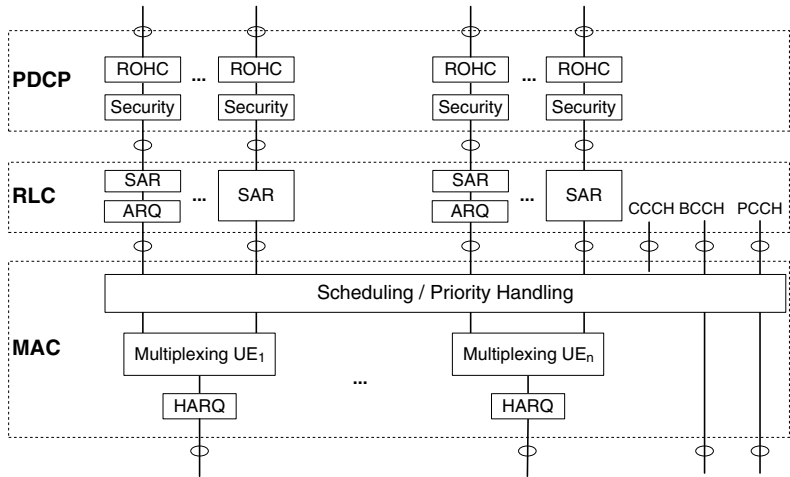 PDCP
ROHC ... ROHC ROHC ... ROHC
Security Security Security Security
RLC
SAR ... SAR SAR ... SAR
ARQ ARQ
CCCH BCCH PCCH
MAC
Scheduling / Priority Handling
Multiplexing UE1 ... Multiplexing UEn
HARQ HARQ